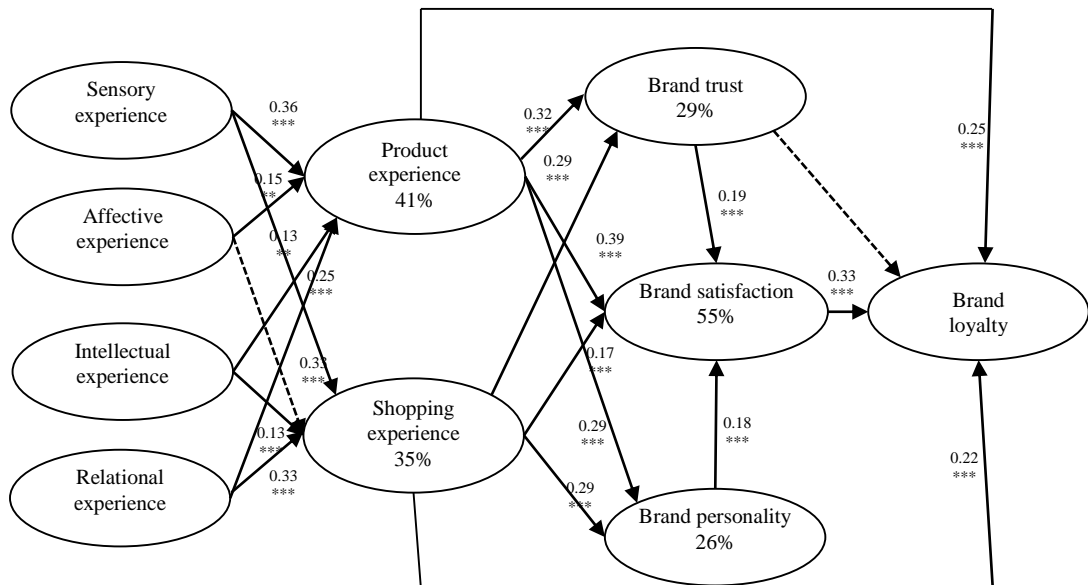 Sensory
experience
Affective
experience
Intellectual
experience
Relational
experience
0.36
***
0.15
**
0.13
**
0.25
***
0.33
***
0.13
***
0.33
***
Product
experience
41%
Shopping
experience
35%
0.32
***
0.29
***
0.39
***
0.17
***
0.29
***
0.29
***
Brand trust
29%
0.19
***
Brand satisfaction
55%
0.18
***
Brand personality
26%
0.33
***
0.25
***
Brand
loyalty
0.22
***